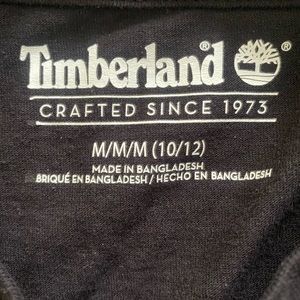 Timberland® ®
CRAFTED SINCE 1973
M/M/M (10/12)
MADE IN BANGLADESH
BRIQUÉ EN BANGLADESH / HECHO EN BANGLADESH